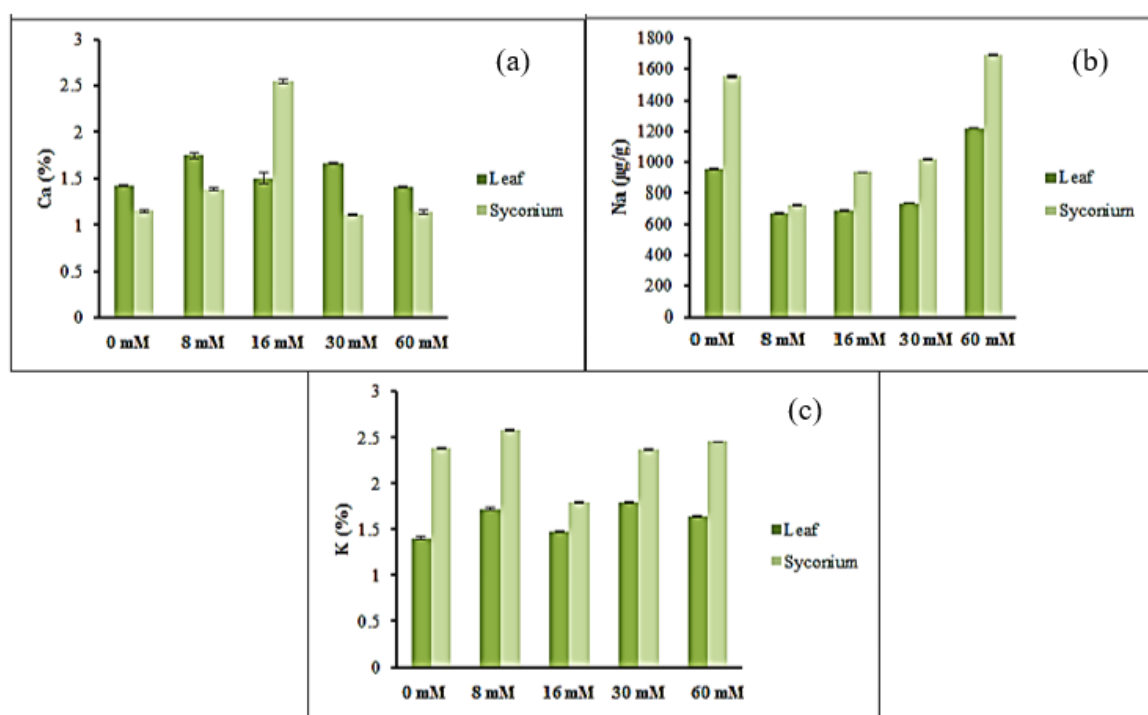 (a)
3
2.5
2
1.5
1
0.5
0
Ca (%)
0 mM 8 mM 16 mM 30 mM 60 mM
Leaf
Syconium
(b)
1800
1600
1400
1200
1000
800
600
400
200
0
Na (µg/g)
0 mM 8 mM 16 mM 30 mM 60 mM
Leaf
Syconium
(c)
3
2.5
2
1.5
1
0.5
0
K (%)
0 mM 8 mM 16 mM 30 mM 60 mM
Leaf
Syconium